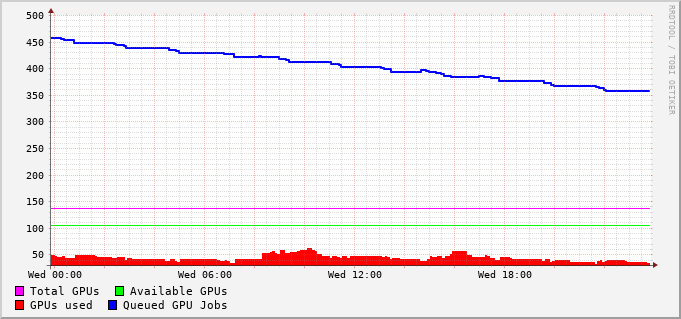 500
450
400
350
300
250
200
150
100
50
Wed 00:00 Wed 06:00 Wed 12:00 Wed 18:00
Total GPUs Available GPUs
GPUs used Queued GPU Jobs
RRDTOOL / TOBI OETIKER